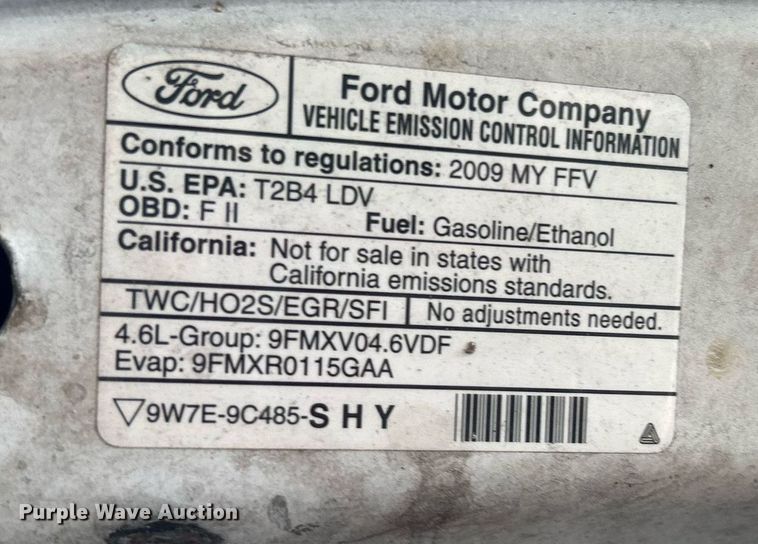 Ford
Ford Motor Company
VEHICLE EMISSION CONTROL INFORMATION
Conforms to regulations: 2009 MY FFV
U.S. EPA: T2B4 LDV
OBD: F II Fuel: Gasoline/Ethanol
California: Not for sale in states with
California emissions standards.
TWC/HO2S/EGR/SFI No adjustments needed.
4.6L-Group: 9FMXV04.6VDF
Evap: 9FMXR0115GAA
▽9W7E-9C485-S H Y
Purple Wave Auction